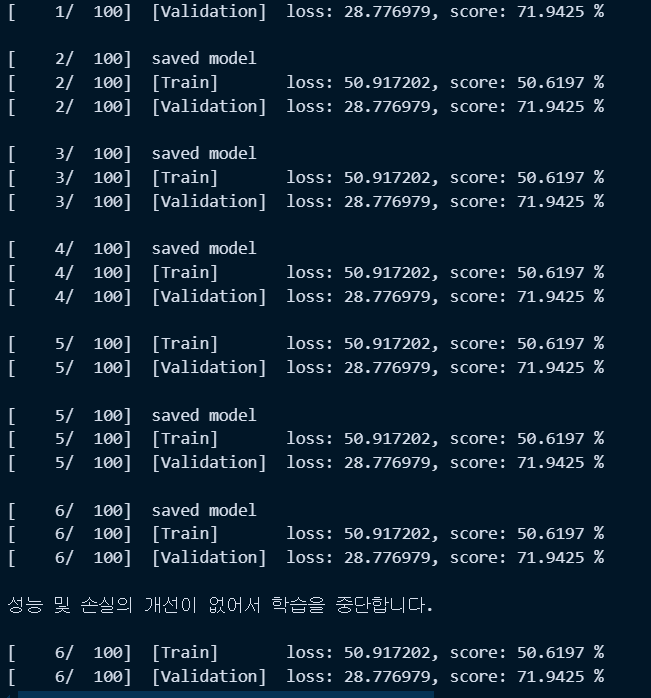 [    1/  100]  [Validation]  loss: 28.776979, score: 71.9425 %
[    2/  100]  saved model
[    2/  100]  [Train]       loss: 50.917202, score: 50.6197 %
[    2/  100]  [Validation]  loss: 28.776979, score: 71.9425 %
[    3/  100]  saved model
[    3/  100]  [Train]       loss: 50.917202, score: 50.6197 %
[    3/  100]  [Validation]  loss: 28.776979, score: 71.9425 %
[    4/  100]  saved model
[    4/  100]  [Train]       loss: 50.917202, score: 50.6197 %
[    4/  100]  [Validation]  loss: 28.776979, score: 71.9425 %
[    5/  100]  [Train]       loss: 50.917202, score: 50.6197 %
[    5/  100]  [Validation]  loss: 28.776979, score: 71.9425 %
[    5/  100]  saved model
[    5/  100]  [Train]       loss: 50.917202, score: 50.6197 %
[    5/  100]  [Validation]  loss: 28.776979, score: 71.9425 %
[    6/  100]  saved model
[    6/  100]  [Train]       loss: 50.917202, score: 50.6197 %
[    6/  100]  [Validation]  loss: 28.776979, score: 71.9425 %
성능 및 손실의 개선이 없어서 학습을 중단합니다.
[    6/  100]  [Train]       loss: 50.917202, score: 50.6197 %
[    6/  100]  [Validation]  loss: 28.776979, score: 71.9425 %